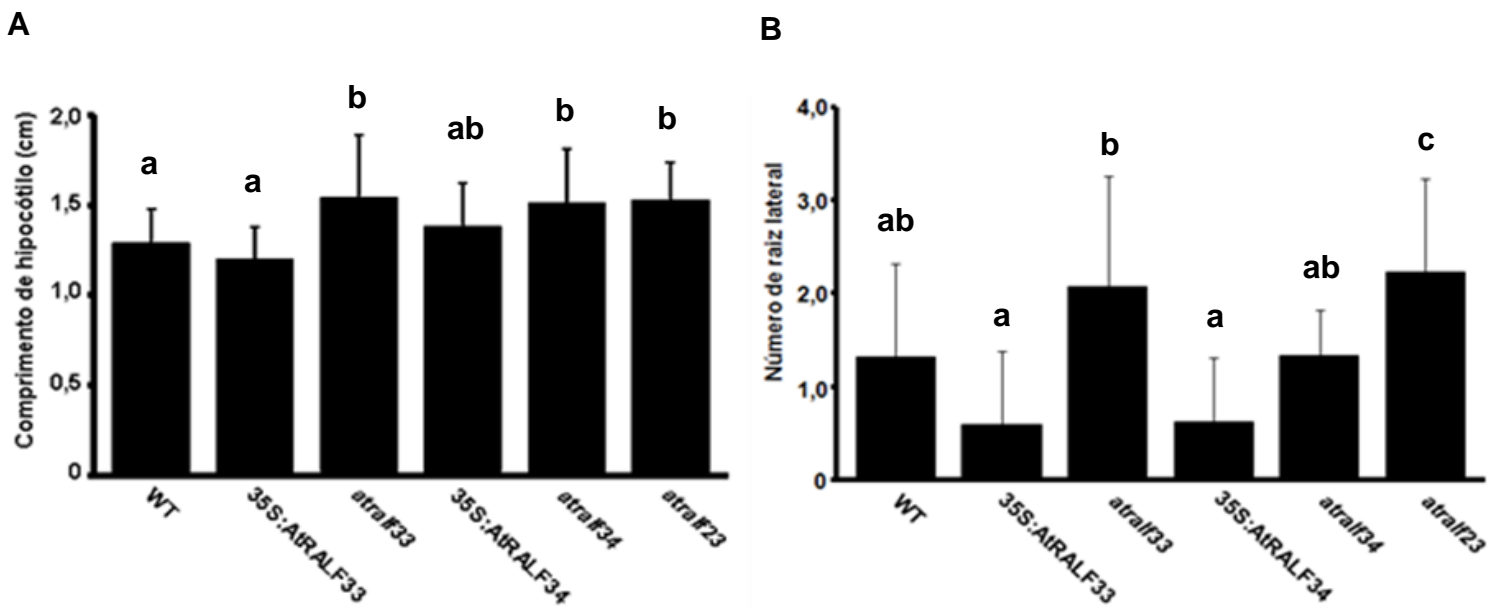 A
Comprimento de hipocótilo (cm)
2,0
1,5
1,0
0,5
0
a
a
b
ab
b
b
WT
35S:AtRALF33
atralf33
35S:AtRALF34
atralf34
atralf23
B
Número de raiz lateral
4,0
3,0
2,0
1,0
0
ab
a
b
a
ab
c
WT
35S:AtRALF33
atralf33
35S:AtRALF34
atralf34
atralf23